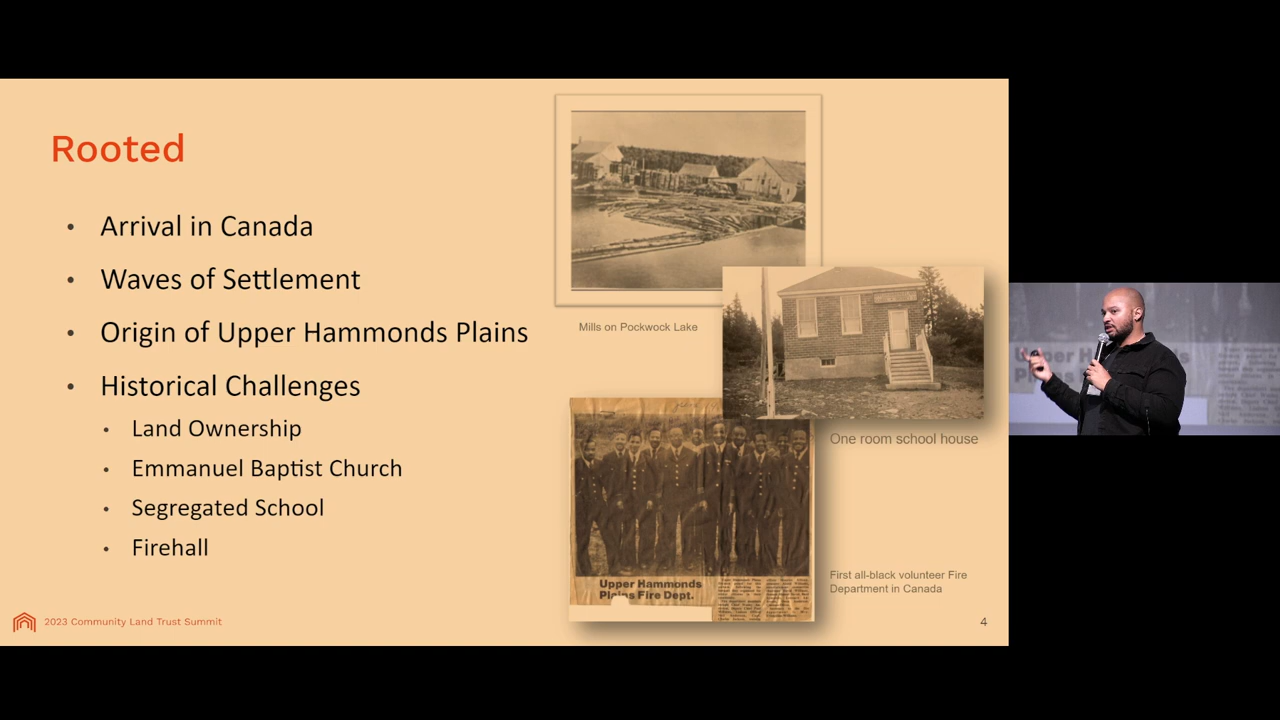 Rooted
• Arrival in Canada
• Waves of Settlement
• Origin of Upper Hammonds Plains
• Historical Challenges
• Land Ownership
• Emmanuel Baptist Church
• Segregated School
• Firehall
Mills on Pockwock Lake
One room school house
Upper Hammonds
Plains Fire Dept.
First all-black volunteer Fire
Department in Canada
2023 Community Land Trust Summit
4
Upper H